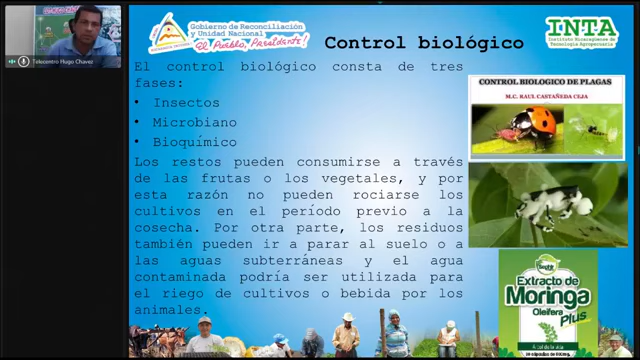 Telecentro Hugo Chavez
Gobierno de Reconciliación
y Unidad Nacional
El Pueblo, Presidente!
INTA
Instituto Nicaragüense de
Tecnología Agropecuaria
Control biológico
El control biológico consta de tres
fases:
• Insectos
• Microbiano
• Bioquímico
Los restos pueden consumirse a través
de las frutas o los vegetales, y por
esta razón no pueden rociarse los
cultivos en el período previo a la
cosecha. Por otra parte, los residuos
también pueden ir a parar al suelo o a
las aguas subterráneas y el agua
contaminada podría ser utilizada para
el riego de cultivos o bebida por los
animales.
CONTROL BIOLOGICO DE PLAGAS
M.C. RAUL CASTAÑEDA CEJA
Extracto de
Moringa
Oleifera
Plus